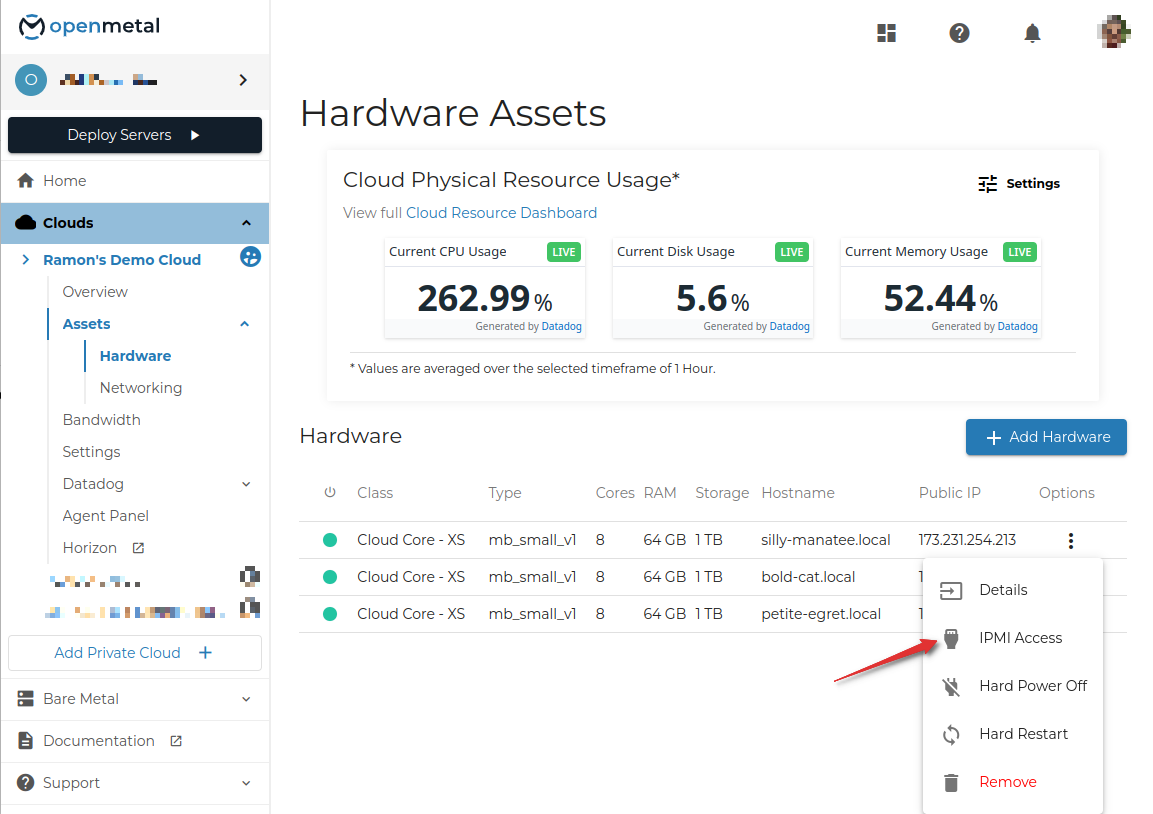 openmetal
O
Deploy Servers
Home
Clouds
Ramon's Demo Cloud
Overview
Assets
Hardware
Networking
Bandwidth
Settings
Datadog
Agent Panel
Horizon
Add Private Cloud +
Bare Metal
Documentation
Support
Hardware Assets
Cloud Physical Resource Usage*
Settings
View full Cloud Resource Dashboard
Current CPU Usage LIVE
262.99 %
Generated by Datadog
Current Disk Usage LIVE
5.6 %
Generated by Datadog
Current Memory Usage LIVE
52.44 %
Generated by Datadog
* Values are averaged over the selected timeframe of 1 Hour.
Hardware
+ Add Hardware
Class Type Cores RAM Storage Hostname Public IP Options
Cloud Core - XS mb_small_v1 8 64 GB 1 TB silly-manatee.local 173.231.254.213
Cloud Core - XS mb_small_v1 8 64 GB 1 TB bold-cat.local
Cloud Core - XS mb_small_v1 8 64 GB 1 TB petite-egret.local
Details
IPMI Access
Hard Power Off
Hard Restart
Remove